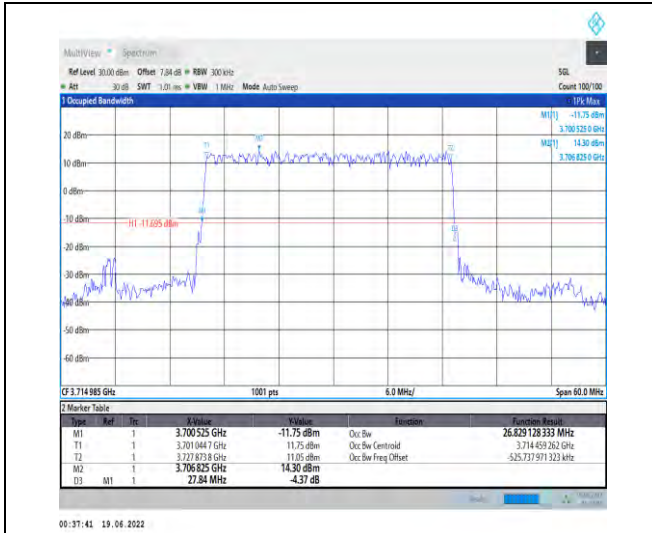 MultiView Spectrum
Ref Level 30.00 dBm Offset 7.84 dB RBW 300 kHz SGL
Att 30 dB SWT 1.01 ms VBW 1 MHz Mode Auto Sweep Count 100/100
1 Occupied Bandwidth 1Pk Max
M1[1] -11.75 dBm
3.700 525 0 GHz
20 dBm M2[1] 14.30 dBm
3.706 825 0 GHz
T1 M2 T2
10 dBm
0 dBm
M1
-10 dBm
H1 -11.695 dBm
D3
-20 dBm
-30 dBm
-40 dBm
-50 dBm
-60 dBm
CF 3.714 985 GHz 1001 pts 6.0 MHz/ Span 60.0 MHz
2 Marker Table
Type Ref Trc X-Value Y-Value Function Function Result
M1 1 3.700 525 GHz -11.75 dBm Occ Bw 26.829 128 333 MHz
T1 1 3.701 044 7 GHz 11.75 dBm Occ Bw Centroid 3.714 459 262 GHz
T2 1 3.727 873 8 GHz 11.05 dBm Occ Bw Freq Offset -525.737 971 323 kHz
M2 1 3.706 825 GHz 14.30 dBm
D3 M1 1 27.84 MHz -4.37 dB
00:37:41 19.06.2022